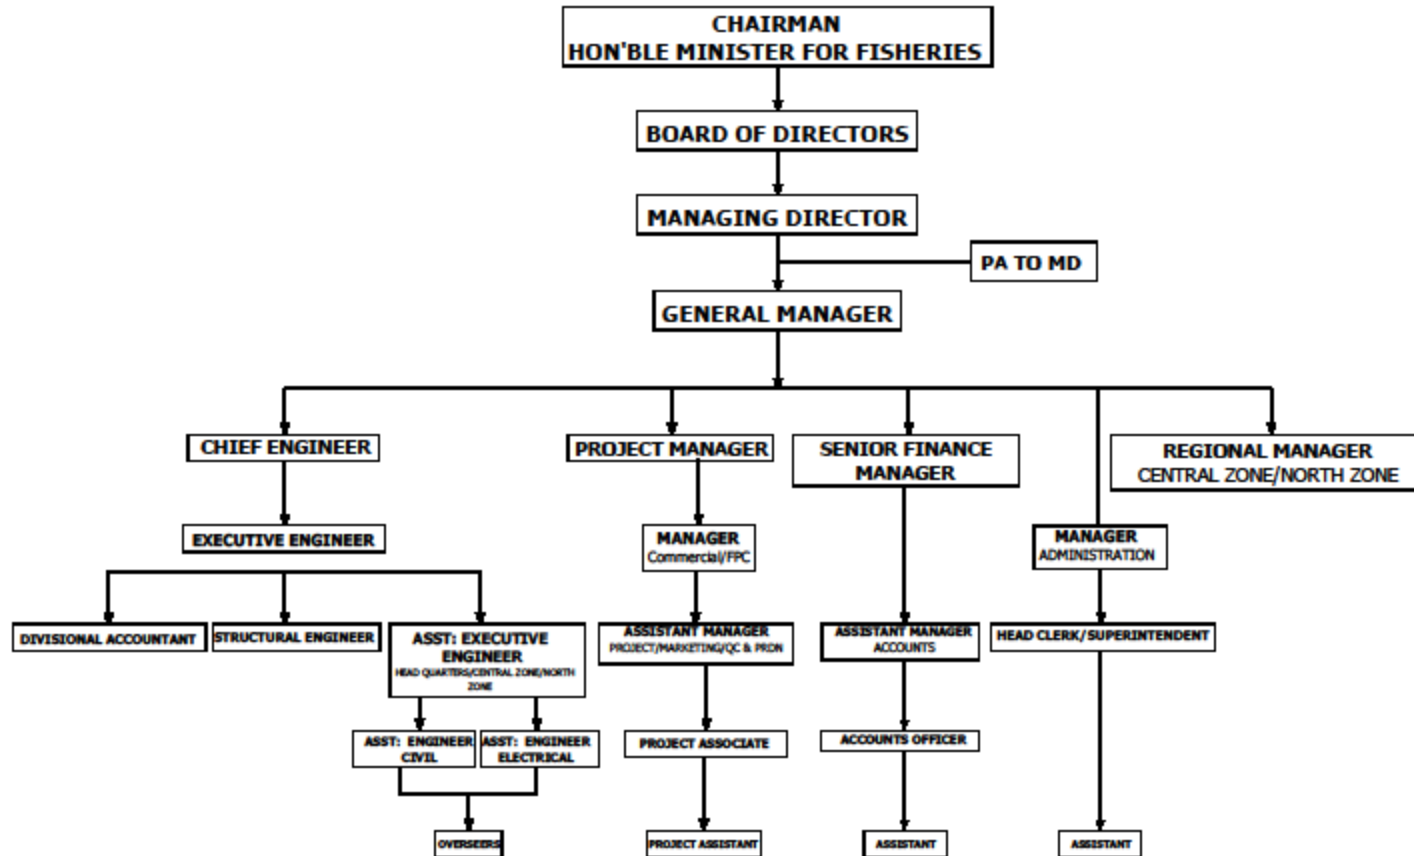 CHAIRMAN
HON'BLE MINISTER FOR FISHERIES
BOARD OF DIRECTORS
MANAGING DIRECTOR
PA TO MD
GENERAL MANAGER
CHIEF ENGINEER
PROJECT MANAGER
SENIOR FINANCE
MANAGER
REGIONAL MANAGER
CENTRAL ZONE/NORTH ZONE
EXECUTIVE ENGINEER
MANAGER
Commercial/FPC
MANAGER
ADMINISTRATION
DIVISIONAL ACCOUNTANT
STRUCTURAL ENGINEER
ASST: EXECUTIVE
ENGINEER
HEAD QUARTERS/CENTRAL ZONE/NORTH
ZONE
ASSISTANT MANAGER
PROJECT/MARKETING/QC & PRDN
ASSISTANT MANAGER
ACCOUNTS
HEAD CLERK/SUPERINTENDENT
ASST: ENGINEER
CIVIL
ASST: ENGINEER
ELECTRICAL
PROJECT ASSOCIATE
ACCOUNTS OFFICER
OVERSEERS
PROJECT ASSISTANT
ASSISTANT
ASSISTANT